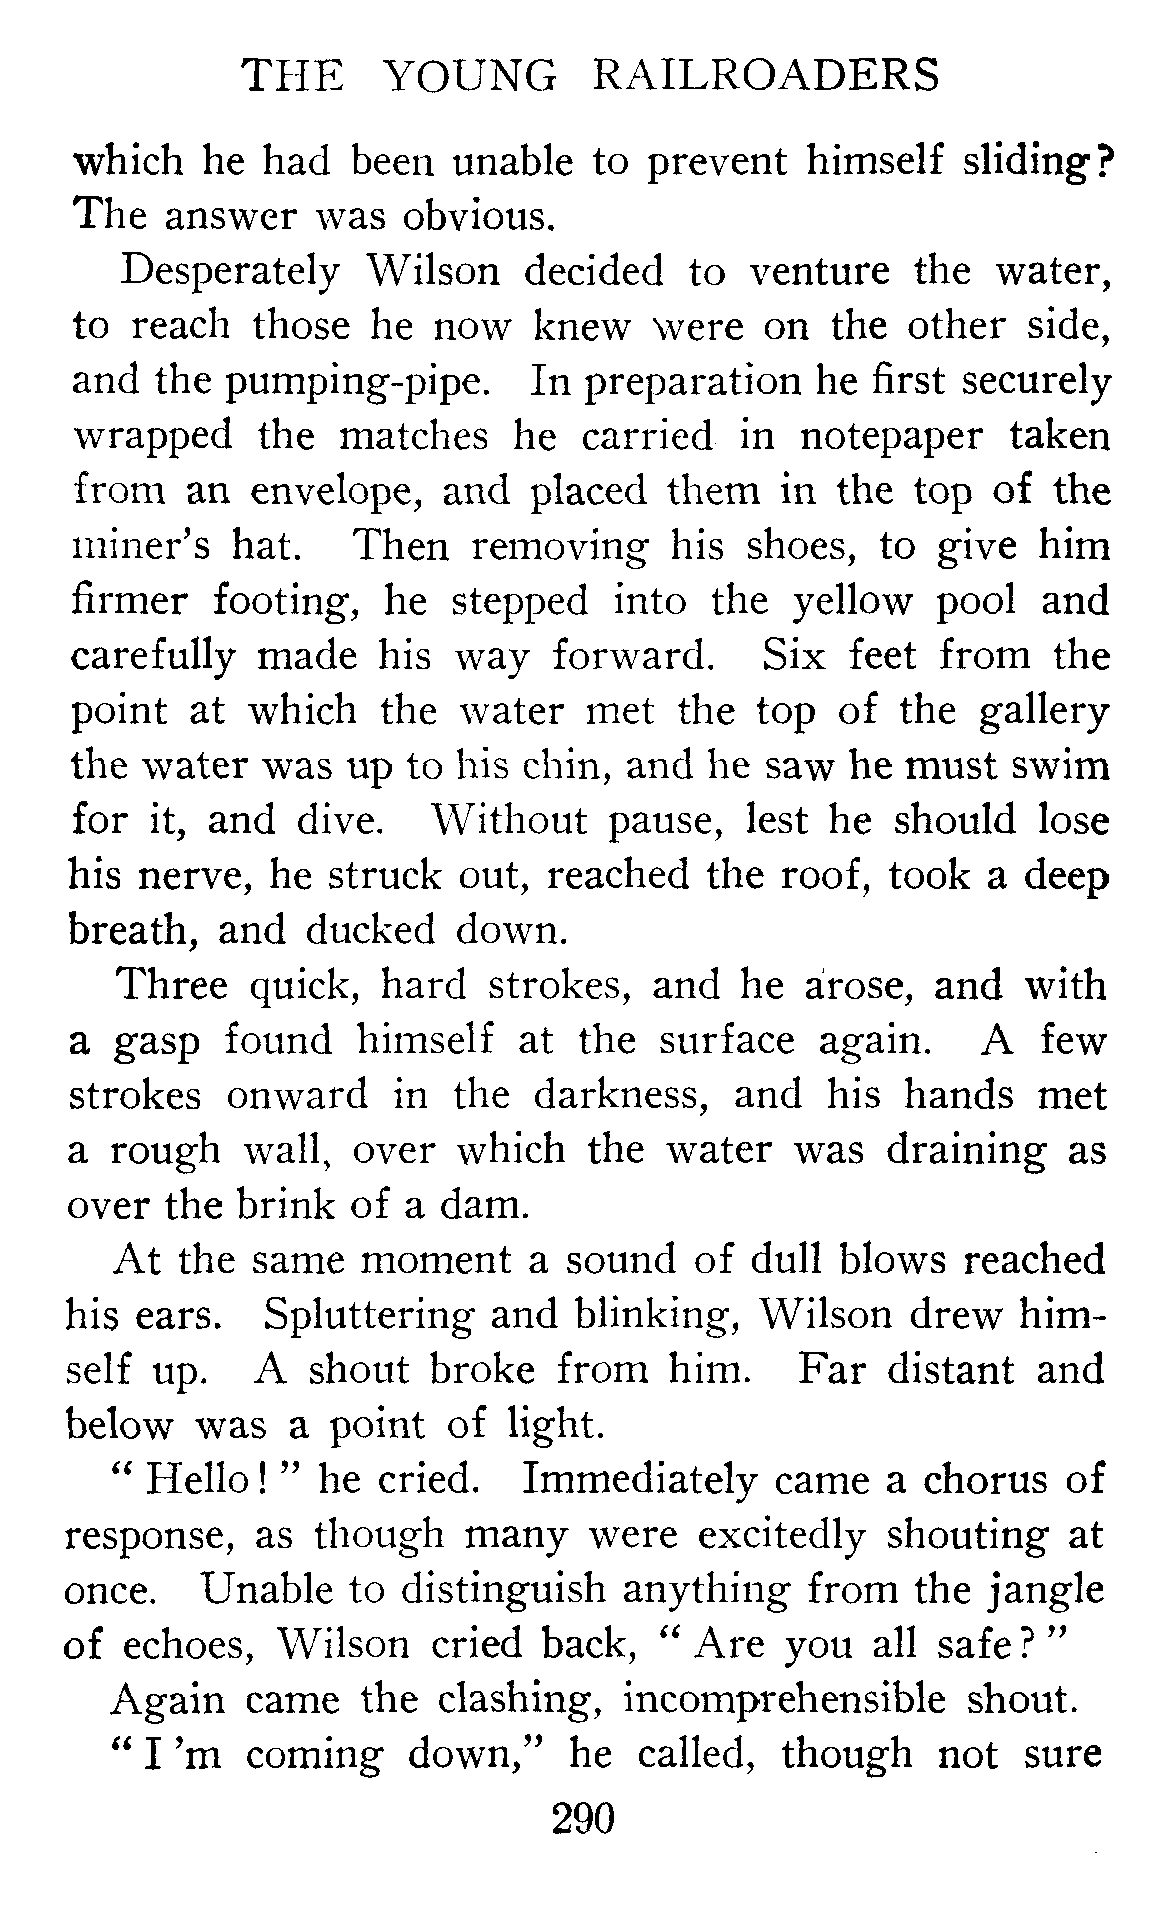 THE YOUNG RAILROADERS
which he had been unable to prevent himself sliding?
The answer was obvious.
Desperately Wilson decided to venture the water,
to reach those he now knew were on the other side,
and the pumping-pipe. In preparation he first securely
wrapped the matches he carried in notepaper taken
from an envelope, and placed them in the top of the
miner's hat. Then removing his shoes, to give him
firmer footing, he stepped into the yellow pool and
carefully made his way forward. Six feet from the
point at which the water met the top of the gallery
the water was up to his chin, and he saw he must swim
for it, and dive. Without pause, lest he should lose
his nerve, he struck out, reached the roof, took a deep
breath, and ducked down.
Three quick, hard strokes, and he arose, and with
a gasp found himself at the surface again. A few
strokes onward in the darkness, and his hands met
a rough wall, over which the water was draining as
over the brink of a dam.
At the same moment a sound of dull blows reached
his ears. Spluttering and blinking, Wilson drew him-
self up. A shout broke from him. Far distant and
below was a point of light.
“ Hello! ” he cried. Immediately came a chorus of
response, as though many were excitedly shouting at
once. Unable to distinguish anything from the jangle
of echoes, Wilson cried back, “ Are you all safe? ”
Again came the clashing, incomprehensible shout.
“ I 'm coming down,” he called, though not sure
290